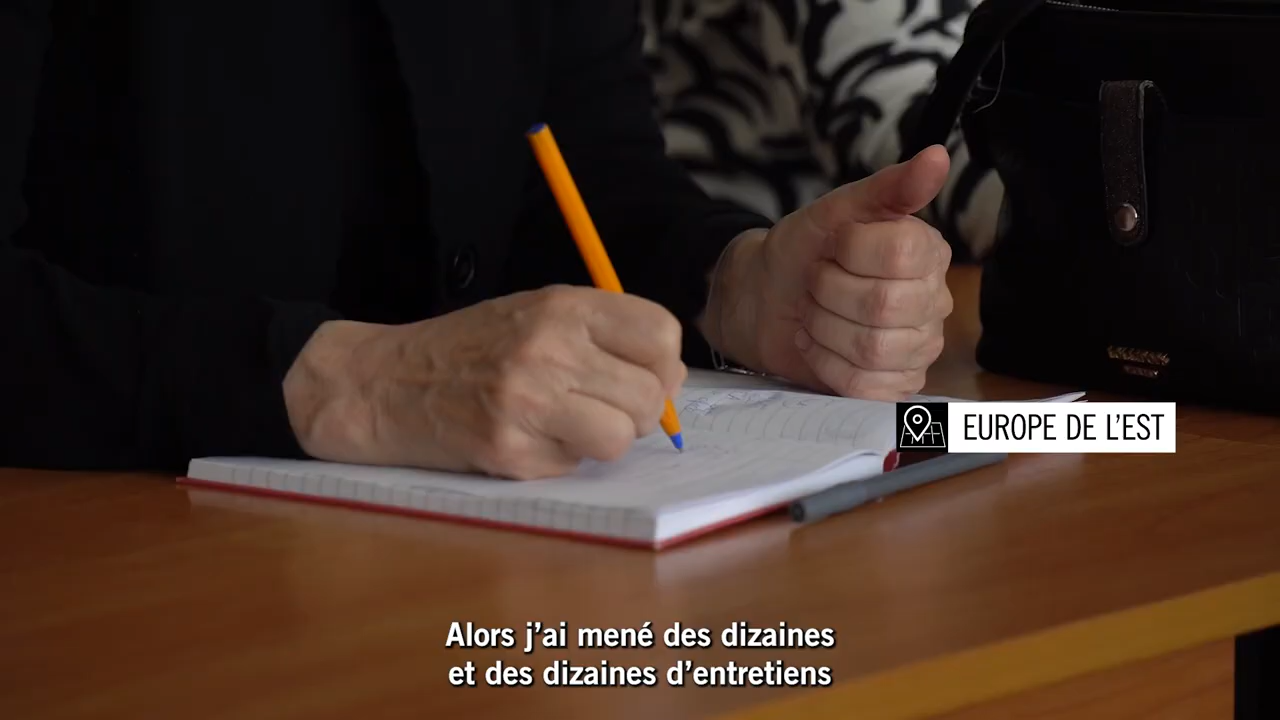 EUROPE DE L'EST
Alors j'ai mené des dizaines
et des dizaines d'entretiens